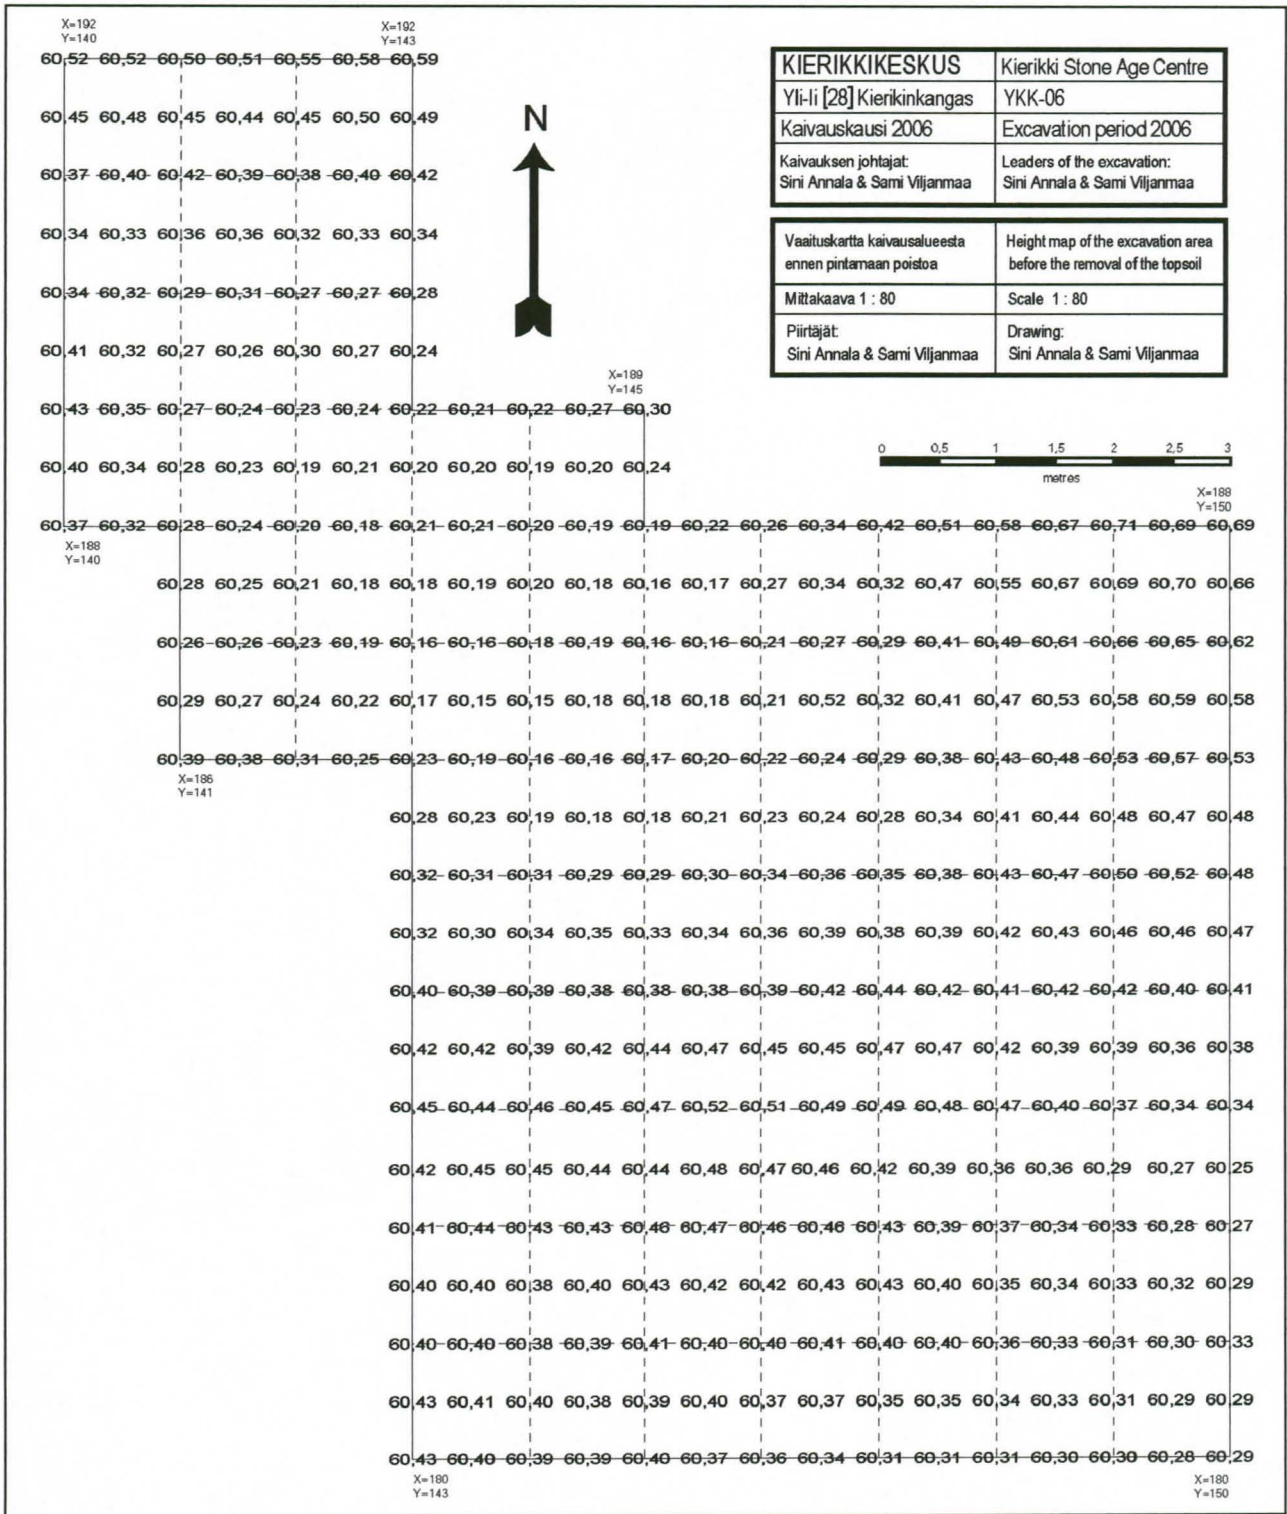 X=192 X=192
Y=140 Y=143
60,52 60,52 60,50 60,51 60,55 60,58 60,59
60,45 60,48 60,45 60,44 60,45 60,50 60,49
60,37 60,40 60,42 60,39 60,38 60,40 60,42
60,34 60,33 60,36 60,36 60,32 60,33 60,34
60,34 60,32 60,29 60,31 60,27 60,27 60,28
60,41 60,32 60,27 60,26 60,30 60,27 60,24
N
KIERIKKIKESKUS Kierikki Stone Age Centre
Yli-Ii [28] Kierikinkangas YKK-06
Kaivauskausi 2006 Excavation period 2006
Kaivauksen johtajat: Leaders of the excavation:
Sini Annala & Sami Viljanmaa Sini Annala & Sami Viljanmaa
Vaaituskartta kaivausalueesta Height map of the excavation area
ennen pintamaan poistoa before the removal of the topsoil
Mittakaava 1 : 80 Scale 1 : 80
Piirtäjät: Drawing:
Sini Annala & Sami Viljanmaa Sini Annala & Sami Viljanmaa
X=189
Y=145
60,43 60,35 60,27 60,24 60,23 60,24 60,22 60,21 60,22 60,27 60,30
0 0,5 1 1,5 2 2,5 3
metres
60,40 60,34 60,28 60,23 60,19 60,21 60,20 60,20 60,19 60,20 60,24
X=188
Y=150
60,37 60,32 60,28 60,24 60,20 60,18 60,21 60,21 60,20 60,19 60,19 60,22 60,26 60,34 60,42 60,51 60,58 60,67 60,71 60,69 60,69
X=188
Y=140
60,28 60,25 60,21 60,18 60,18 60,19 60,20 60,18 60,16 60,17 60,27 60,34 60,32 60,47 60,55 60,67 60,69 60,70 60,66
60,26 60,26 60,23 60,19 60,16 60,16 60,18 60,19 60,16 60,16 60,21 60,27 60,29 60,41 60,49 60,61 60,66 60,65 60,62
60,29 60,27 60,24 60,22 60,17 60,15 60,15 60,18 60,18 60,18 60,21 60,52 60,32 60,41 60,47 60,53 60,58 60,59 60,58
60,39 60,38 60,31 60,25 60,23 60,19 60,16 60,16 60,17 60,20 60,22 60,24 60,29 60,38 60,43 60,48 60,53 60,57 60,53
X=186
Y=141
60,28 60,23 60,19 60,18 60,18 60,21 60,23 60,24 60,28 60,34 60,41 60,44 60,48 60,47 60,48
60,32 60,31 60,31 60,29 60,29 60,30 60,34 60,36 60,35 60,38 60,43 60,47 60,50 60,52 60,48
60,32 60,30 60,34 60,35 60,33 60,34 60,36 60,39 60,38 60,39 60,42 60,43 60,46 60,46 60,47
60,40 60,39 60,39 60,38 60,38 60,38 60,39 60,42 60,44 60,42 60,41 60,42 60,42 60,40 60,41
60,42 60,42 60,39 60,42 60,44 60,47 60,45 60,45 60,47 60,47 60,42 60,39 60,39 60,36 60,38
60,45 60,44 60,46 60,45 60,47 60,52 60,51 60,49 60,49 60,48 60,47 60,40 60,37 60,34 60,34
60,42 60,45 60,45 60,44 60,44 60,48 60,47 60,46 60,42 60,39 60,36 60,36 60,29 60,27 60,25
60,41 60,44 60,43 60,43 60,46 60,47 60,46 60,46 60,43 60,39 60,37 60,34 60,33 60,28 60,27
60,40 60,40 60,38 60,40 60,43 60,42 60,42 60,43 60,43 60,40 60,35 60,34 60,33 60,32 60,29
60,40 60,40 60,38 60,39 60,41 60,40 60,40 60,41 60,40 60,40 60,36 60,33 60,31 60,30 60,33
60,43 60,41 60,40 60,38 60,39 60,40 60,37 60,37 60,35 60,35 60,34 60,33 60,31 60,29 60,29
60,43 60,40 60,39 60,39 60,40 60,37 60,36 60,34 60,31 60,31 60,31 60,30 60,30 60,28 60,29
X=180 X=180
Y=143 Y=150